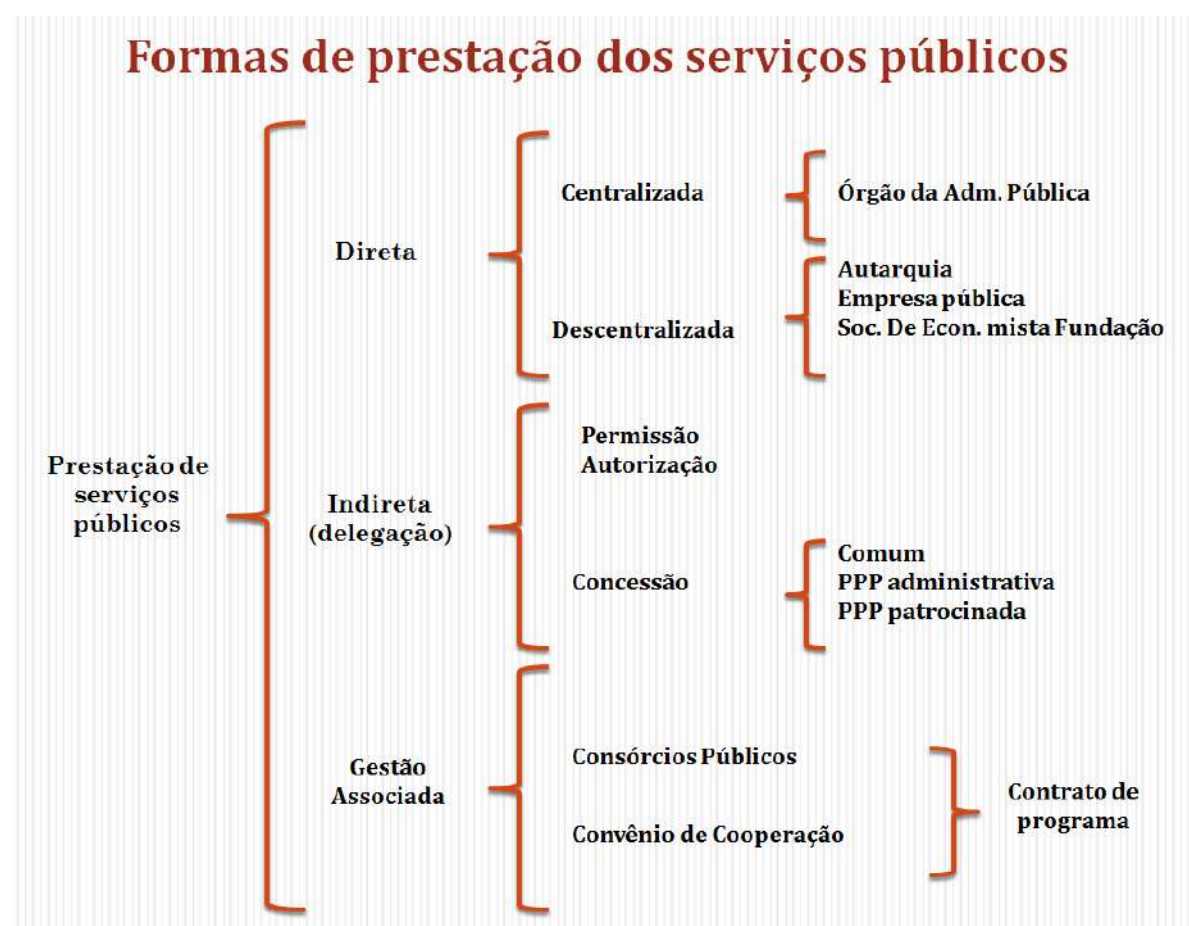 Formas de prestação dos serviços públicos
Prestação de
serviços
públicos
Direta
Centralizada
Órgão da Adm. Pública
Descentralizada
Autarquia
Empresa pública
Soc. De Econ. mista Fundação
Indireta
(delegação)
Permissão
Autorização
Concessão
Comum
PPP administrativa
PPP patrocinada
Gestão
Associada
Consórcios Públicos
Convênio de Cooperação
Contrato de
programa